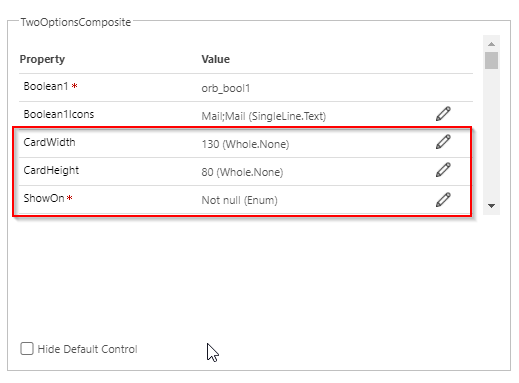 TwoOptionsComposite
Property Value
Boolean1 * orb_bool1
Boolean1Icons Mail;Mail (SingleLine.Text)
CardWidth 130 (Whole.None)
CardHeight 80 (Whole.None)
ShowOn * Not null (Enum)
Hide Default Control